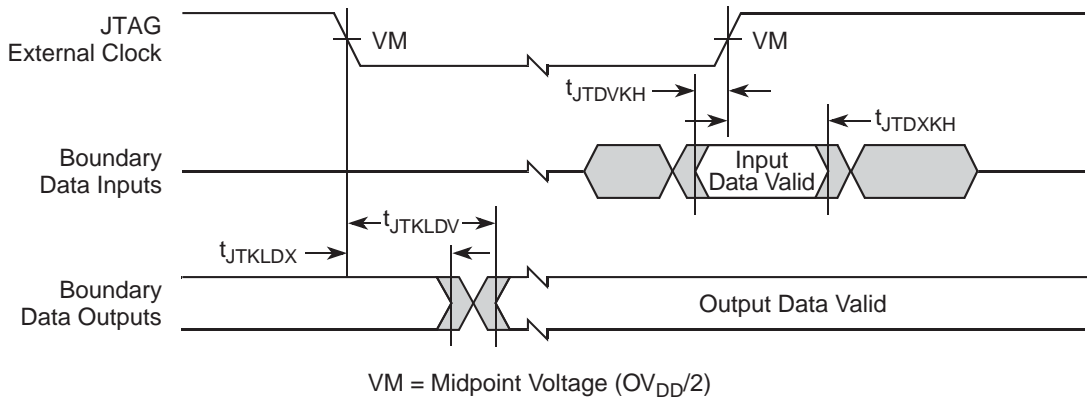 JTAG
External Clock
VM
VM
tJTDVKH
tJTDXKH
Boundary
Data Inputs
Input
Data Valid
tJTKLDV
tJTKLDX
Boundary
Data Outputs
Output Data Valid
VM = Midpoint Voltage (OVDD/2)